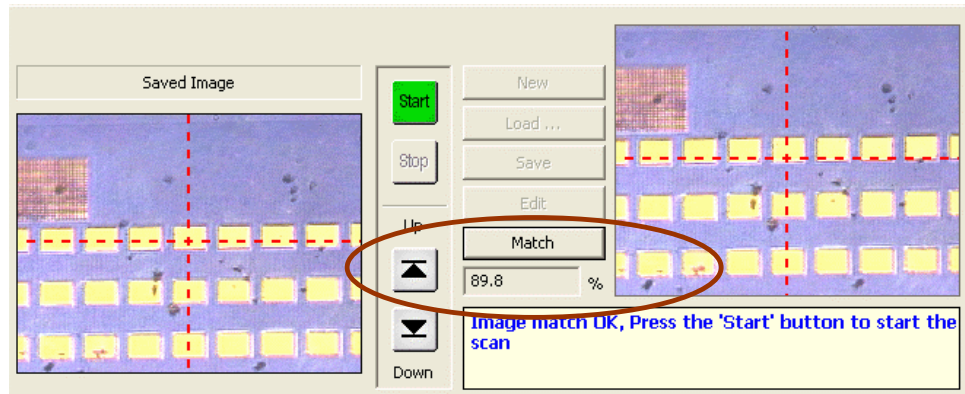 Saved Image
Start
Stop
Up
Down
New
Load ...
Save
Edit
Match
89.8 %
Image match OK, Press the 'Start' button to start the
scan